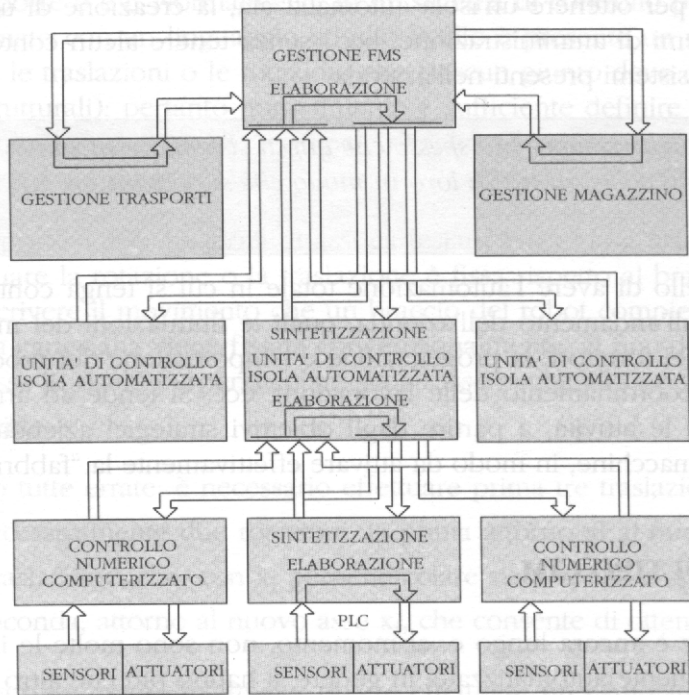 GESTIONE FMS
ELABORAZIONE
GESTIONE TRASPORTI
GESTIONE MAGAZZINO
UNITA' DI CONTROLLO
ISOLA AUTOMATIZZATA
SINTETIZZAZIONE
UNITA' DI CONTROLLO
ISOLA AUTOMATIZZATA
ELABORAZIONE
UNITA' DI CONTROLLO
ISOLA AUTOMATIZZATA
CONTROLLO
NUMERICO
COMPUTERIZZATO
SINTETIZZAZIONE
ELABORAZIONE
CONTROLLO
NUMERICO
COMPUTERIZZATO
PLC
SENSORI ATTUATORI
SENSORI ATTUATORI
SENSORI ATTUATORI